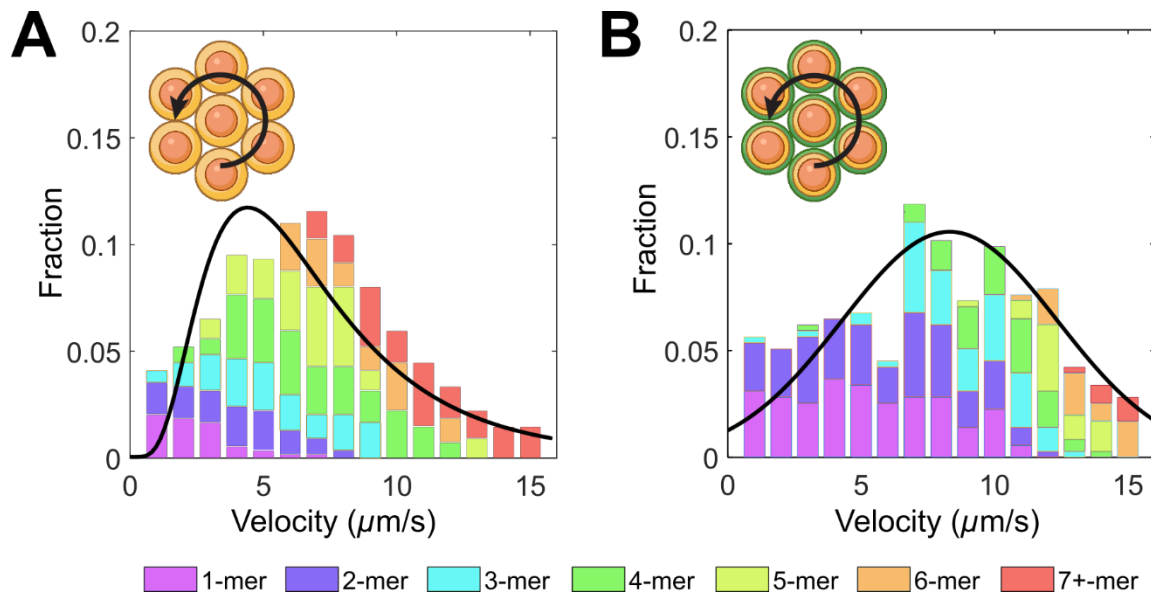 A
B
0.2
0.15
0.1
0.05
0
Fraction
0 5 10 15
Velocity (µm/s)
0.2
0.15
0.1
0.05
0
Fraction
0 5 10 15
Velocity (µm/s)
1-mer 2-mer 3-mer 4-mer 5-mer 6-mer 7+-mer